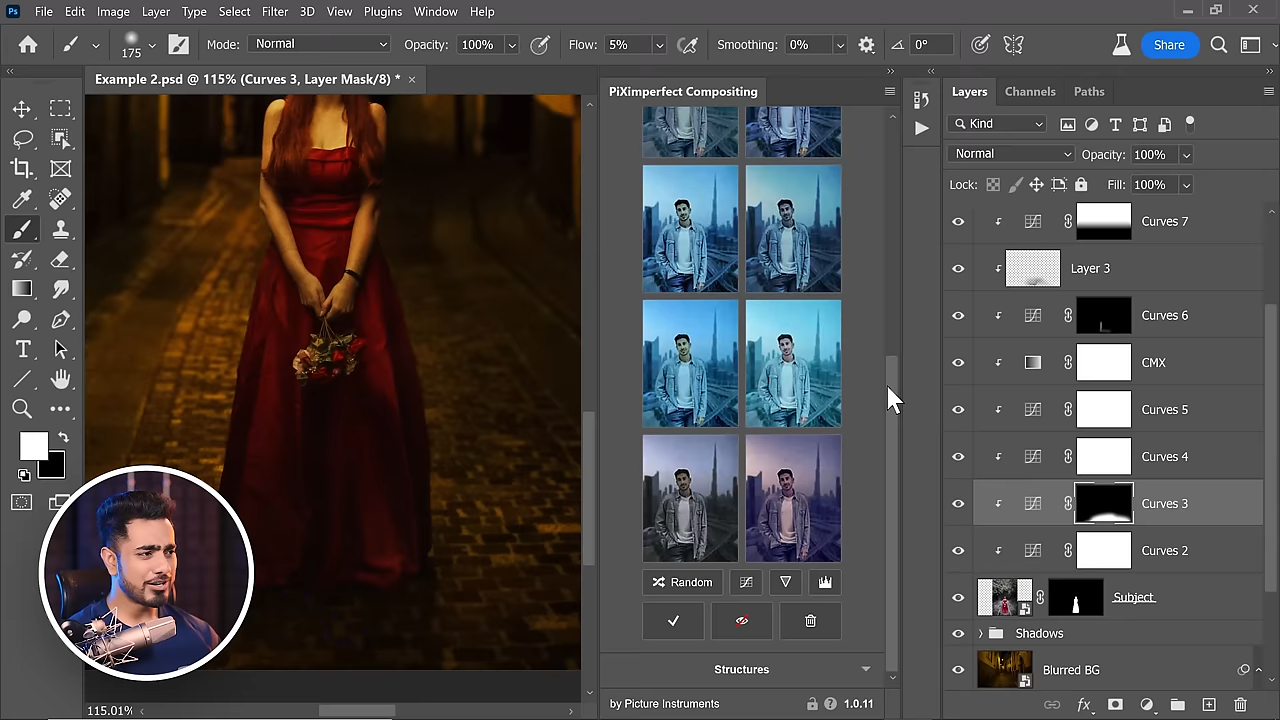 Ps File Edit Image Layer Type Select Filter 3D View Plugins Window Help
175 Mode: Normal Opacity: 100% Flow: 5% Smoothing: 0% 0° Share
Example 2.psd @ 115% (Curves 3, Layer Mask/8) *
PiXimperfect Compositing
Layers Channels Paths
Kind
Normal Opacity: 100%
Lock: Fill: 100%
Curves 7
Layer 3
Curves 6
CMX
Curves 5
Curves 4
Curves 3
Curves 2
Random
Subject
Shadows
Structures
Blurred BG
115.01%
by Picture Instruments 1.0.11
fx